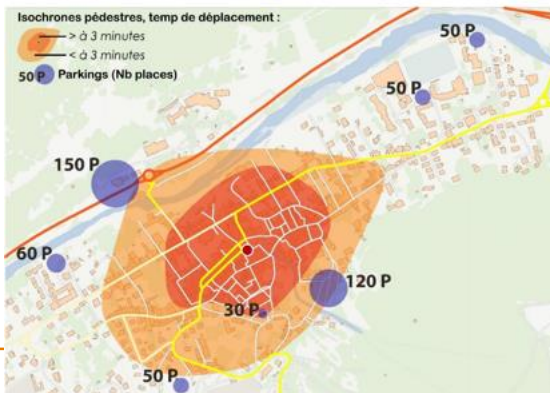 Isochrones pédestres, temp de déplacement :
> à 3 minutes
< à 3 minutes
50 P Parkings (Nb places)
50 P
50 P
150 P
60 P
120 P
30 P
50 P